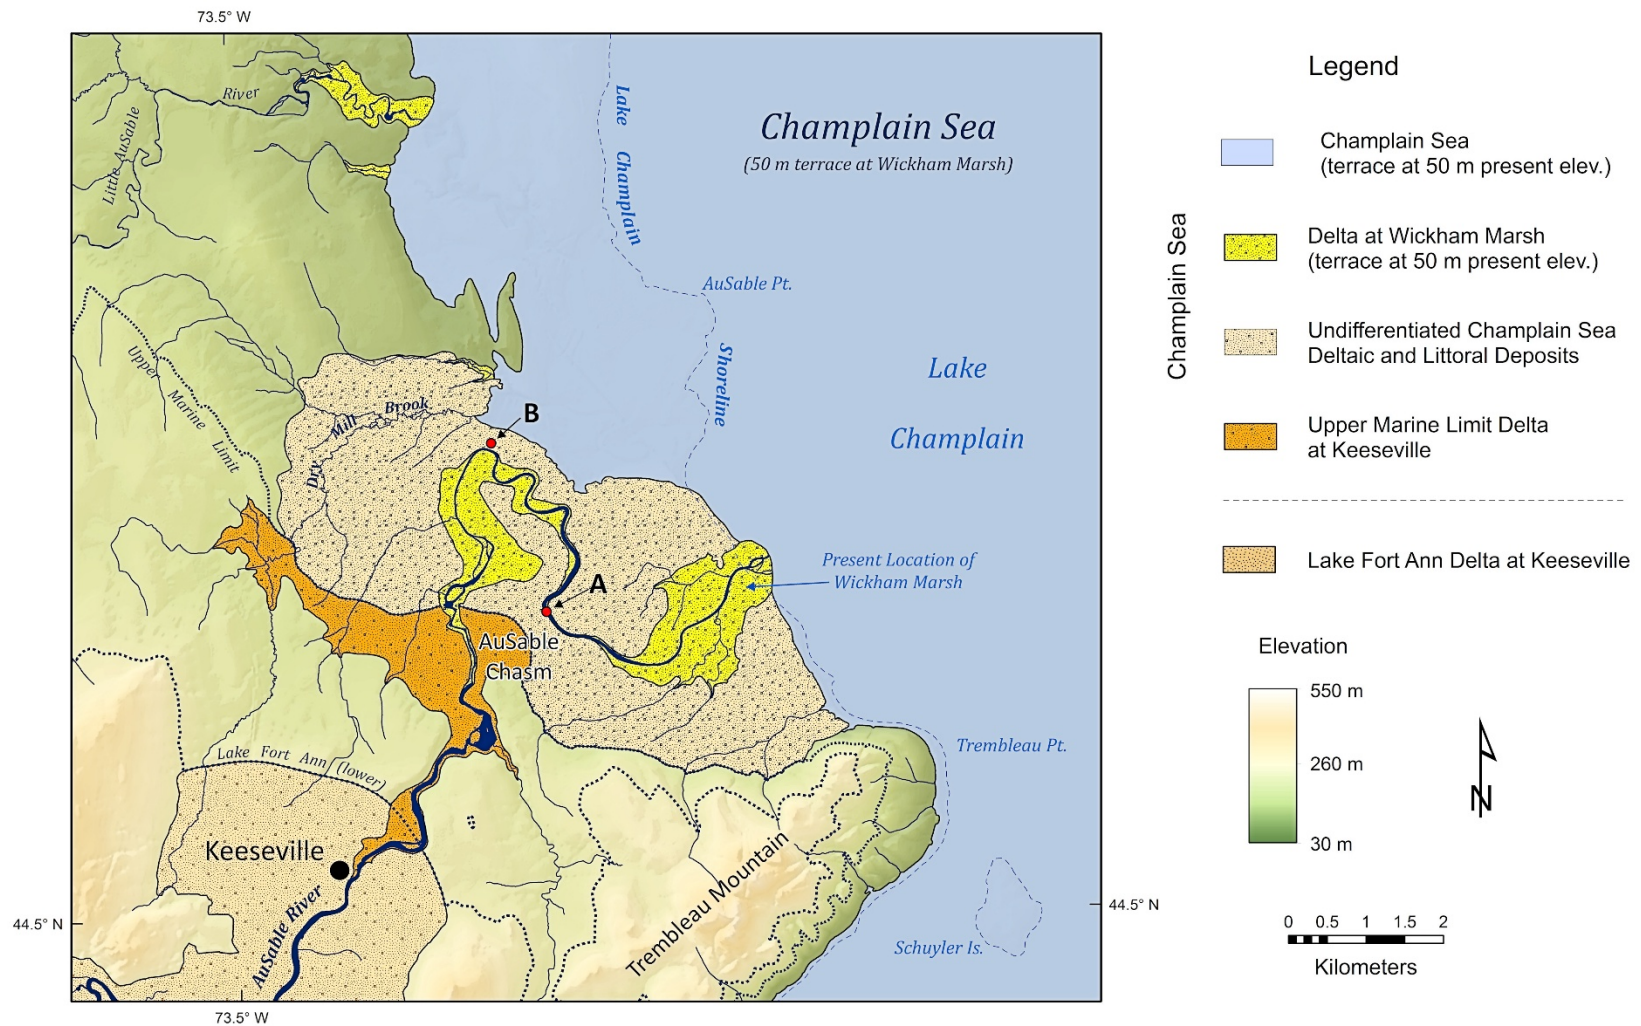 73.5° W
River
Little AuSable
Champlain Sea
(50 m terrace at Wickham Marsh)
Lake Champlain
AuSable Pt.
Shoreline
Upper Marine Limit
Lake
Champlain
Dry Mill Brook
B
A
Present Location of
Wickham Marsh
AuSable
Chasm
Trembleau Pt.
Lake Fort Ann (lower)
Keeseville
AuSable River
Trembleau Mountain
Schuyler Is.
44.5° N
44.5° N
73.5° W
Legend
Champlain Sea
Champlain Sea
(terrace at 50 m present elev.)
Delta at Wickham Marsh
(terrace at 50 m present elev.)
Undifferentiated Champlain Sea
Deltaic and Littoral Deposits
Upper Marine Limit Delta
at Keeseville
Lake Fort Ann Delta at Keeseville
Elevation
550 m
260 m
30 m
N
0 0.5 1 1.5 2
Kilometers